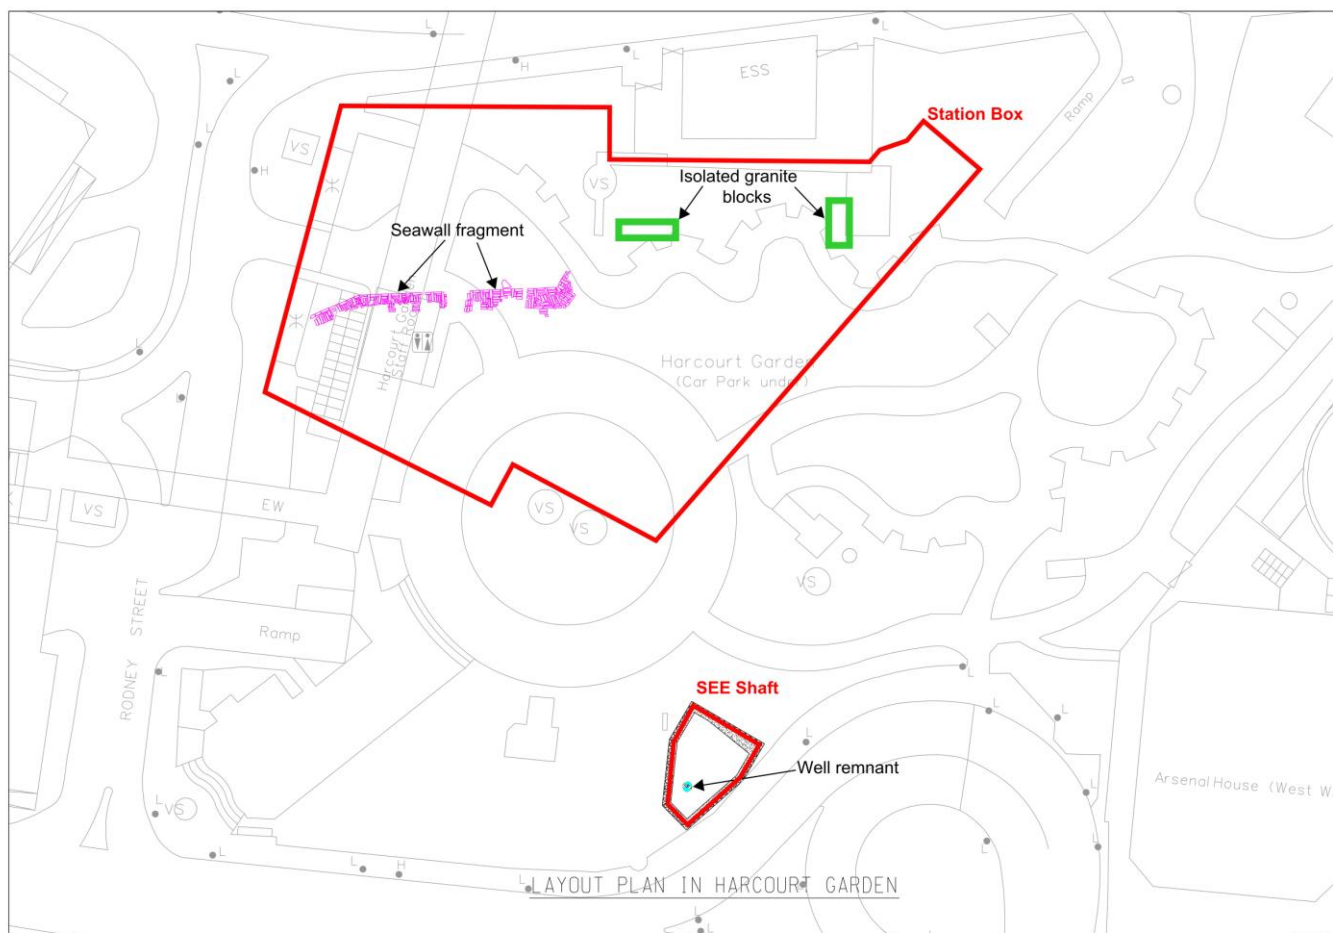 L
L
L
L
H
ESS
Ramp
Station Box
VS
L
H
Isolated granite
blocks
VS
Seawall fragment
Harcourt Garden
(Car Park under)
L
L
VS
EW
VS
VS
VS
RODNEY STREET
Ramp
L
L
SEE Shaft
L
L
L
Well remnant
Arsenal House (West W
L
L
VS
L
L
L
L
H
L
LAYOUT PLAN IN HARCOURT GARDEN
L
L